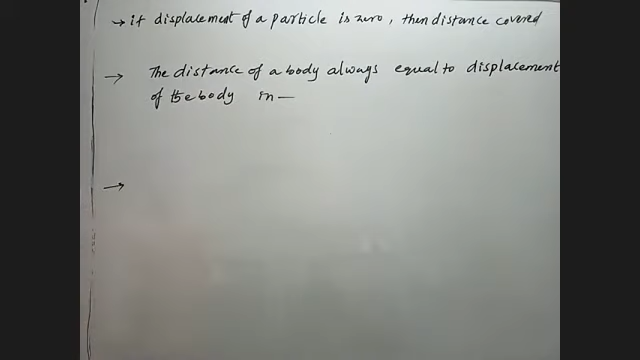 → if displacement of a particle is zero, then distance covered
→ The distance of a body always equal to displacement
of the body in —
→